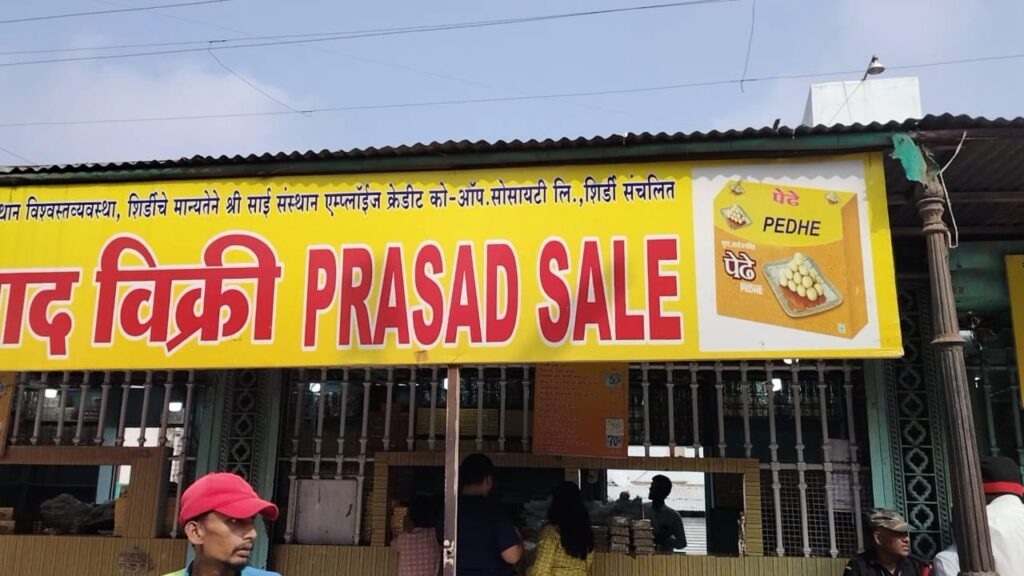 विश्वस्तव्यवस्था, शिर्डीचे मान्यतेने श्री साई संस्थान एम्प्लॉईज क्रेडीट को-ऑप.सोसायटी लि.,शिर्डी संचलित
विक्री PRASAD SALE
पेढे
PEDHE
पेढे
PEDHE